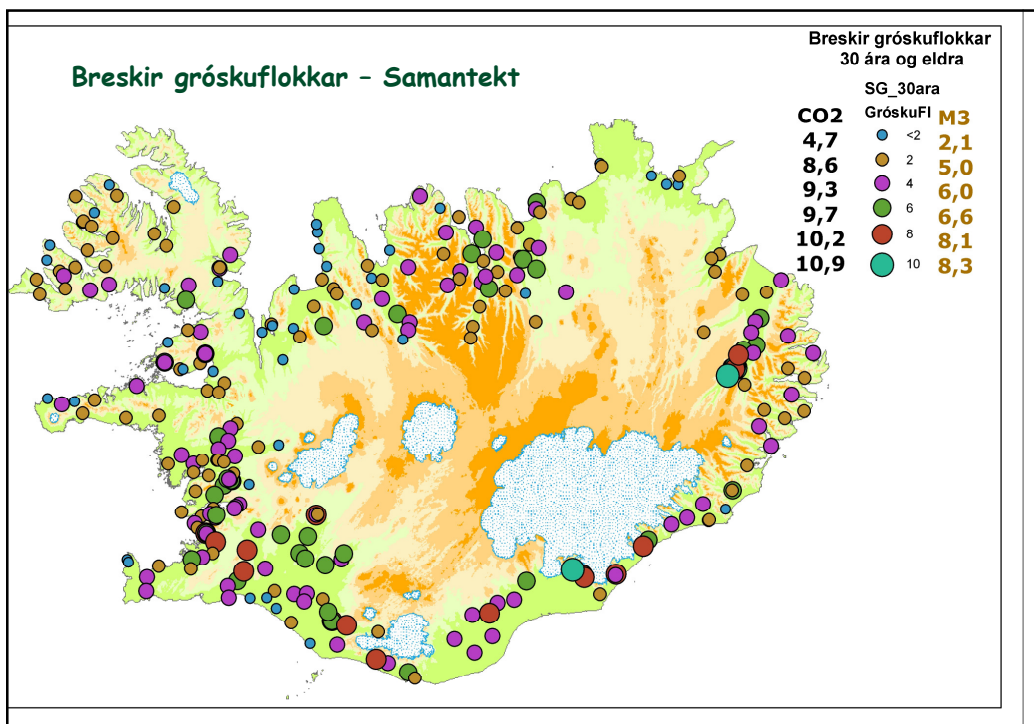 Breskir gróskuflokkar
30 ára og eldra
Breskir gróskuflokkar – Samantekt
SG_30ara
CO2 GróskuFl M3
4,7 <2 2,1
8,6 2 5,0
9,3 4 6,0
9,7 6 6,6
10,2 8 8,1
10,9 10 8,3